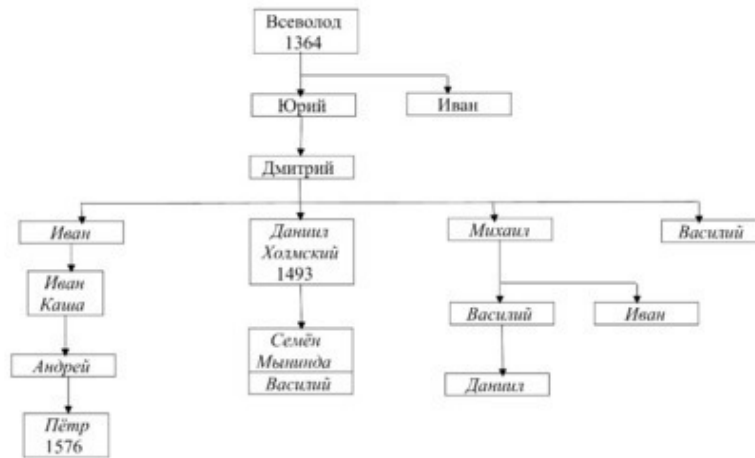 Всеволод
1364
Юрий
Иван
Дмитрий
Иван
Даниил
Холмский
1493
Михаил
Василий
Иван
Каша
Василий
Иван
Семён
Мынинда
Василий
Андрей
Даниил
Пётр
1576